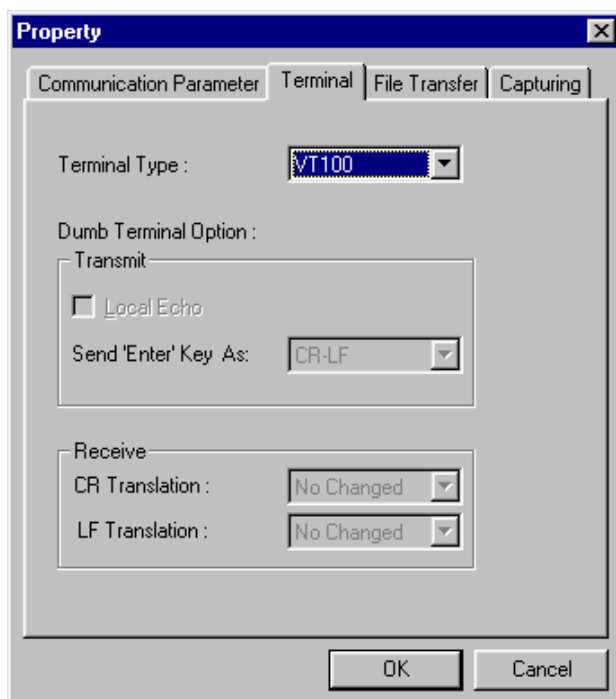 Property
Communication Parameter Terminal File Transfer Capturing
Terminal Type : VT100
Dumb Terminal Option :
Transmit
Local Echo
Send 'Enter' Key As: CR-LF
Receive
CR Translation : No Changed
LF Translation : No Changed
OK Cancel